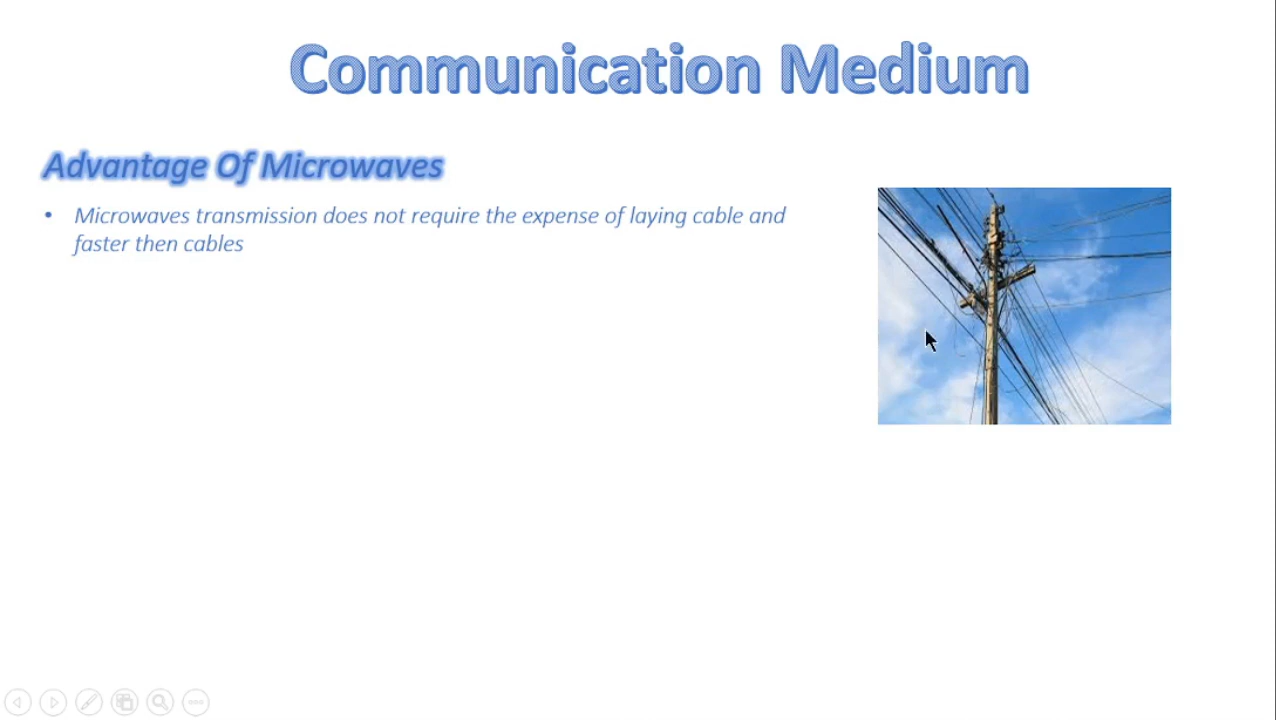 Communication Medium
Advantage Of Microwaves
• Microwaves transmission does not require the expense of laying cable and
faster then cables